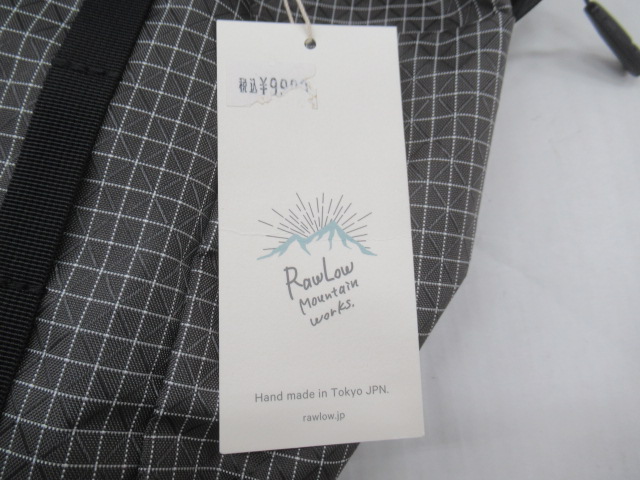 税込
RawLow
Mountain
Works.
Hand made in Tokyo JPN.
rawlow.jp